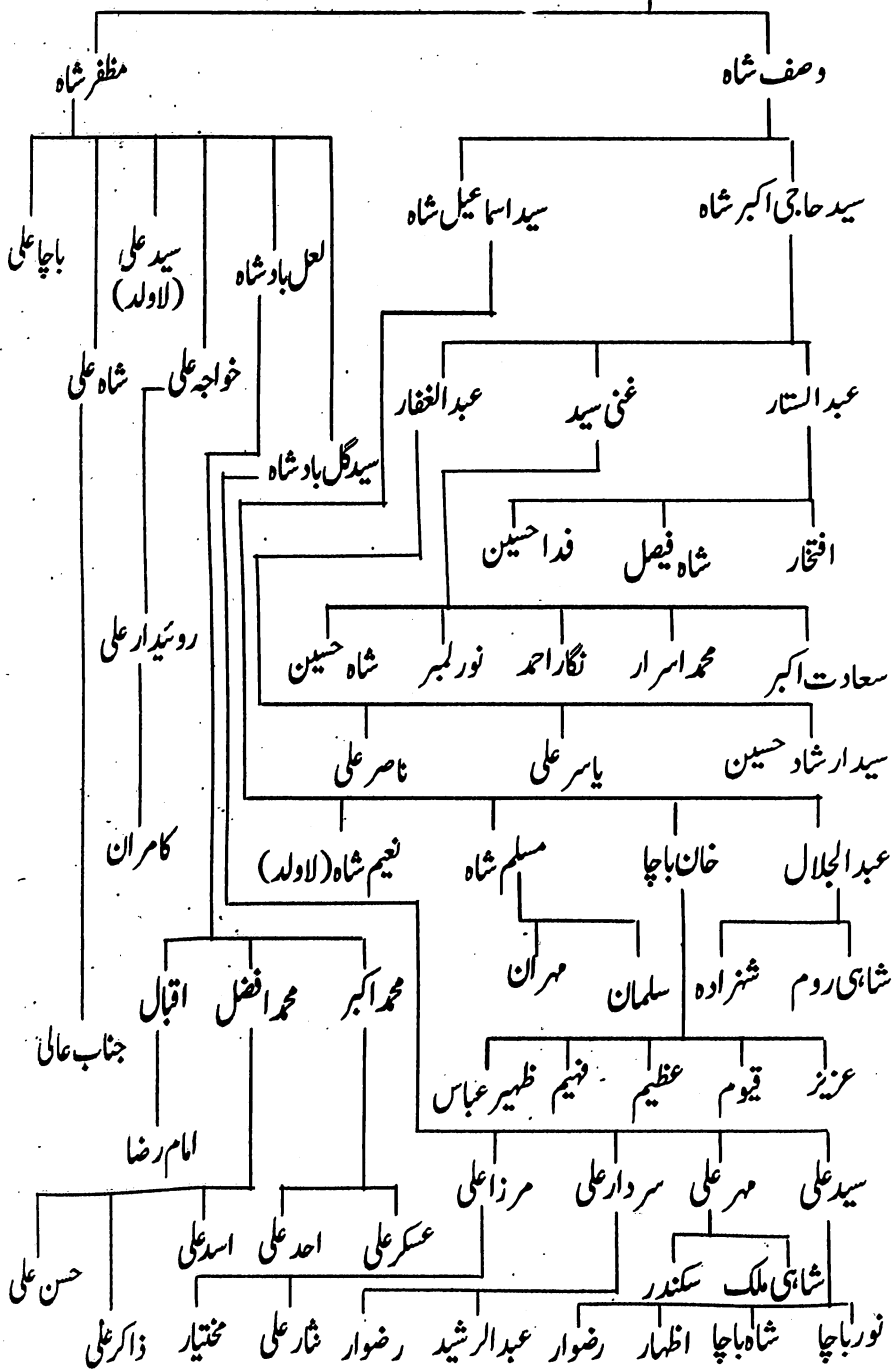 وصف شاہ
مظفر شاہ
سید حاجی اکبر شاہ
سید اسماعیل شاہ
لعل بادشاہ
سید علی
(لاولد)
باچا علی
عبدالستار
غنی سید
عبدالغفار
خواجہ علی
شاہ علی
سید گل بادشاہ
افتخار
شاہ فیصل
فدا حسین
سعادت اکبر
محمد اسرار
نگار احمد
نور لمبر
شاہ حسین
روئیدار علی
سید ارشاد حسین
یاسر علی
ناصر علی
عبدالجلال
خان باچا
مسلم شاہ
نعیم شاہ (لاولد)
کامران
شاہی روم
شہزادہ
سلمان
مہران
محمد اکبر
محمد افضل
اقبال
جناب عالی
عزیز
قیوم
عظیم
فہیم
ظہیر عباس
امام رضا
سید علی
مہر علی
سردار علی
مرزا علی
عسکر علی
احد علی
اسد علی
حسن علی
شاہی ملک
سکندر
نور باچا
شاہ باچا
اظہار
رضوار
عبدالرشید
رضوار
نثار علی
مختیار
ذاکر علی